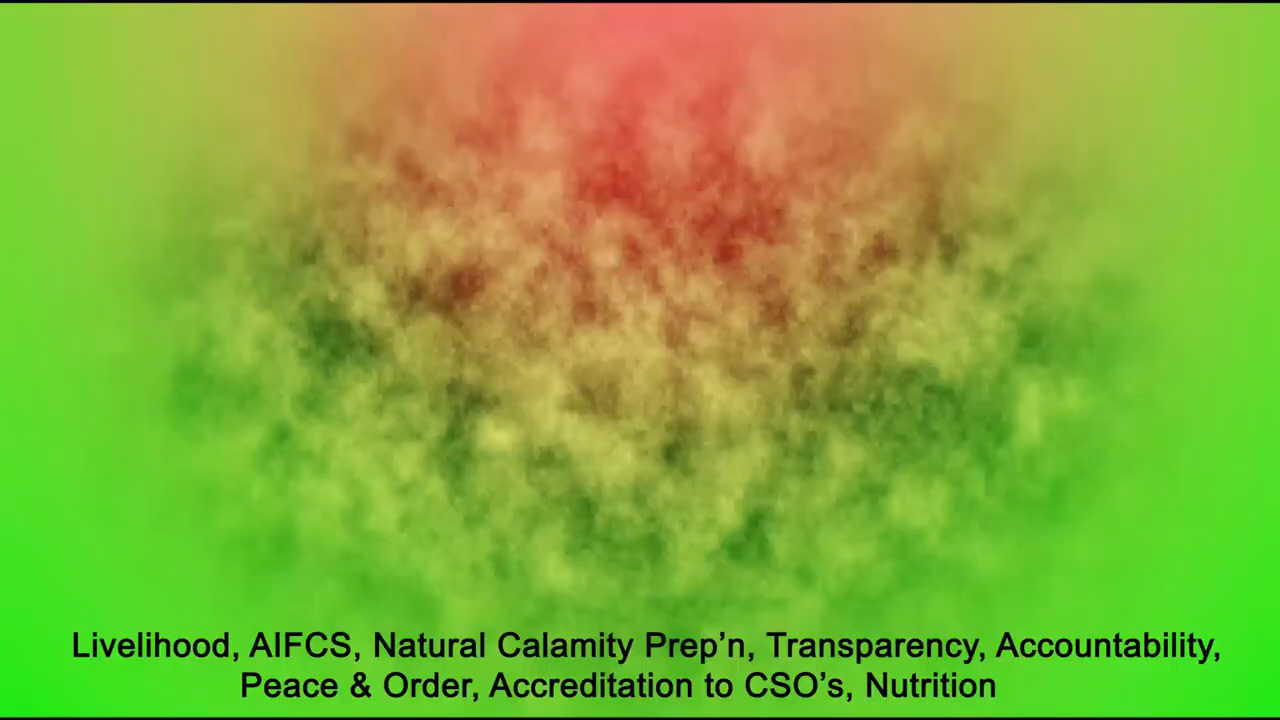 Livelihood, AIFCS, Natural Calamity Prep’n, Transparency, Accountability,
Peace & Order, Accreditation to CSO’s, Nutrition